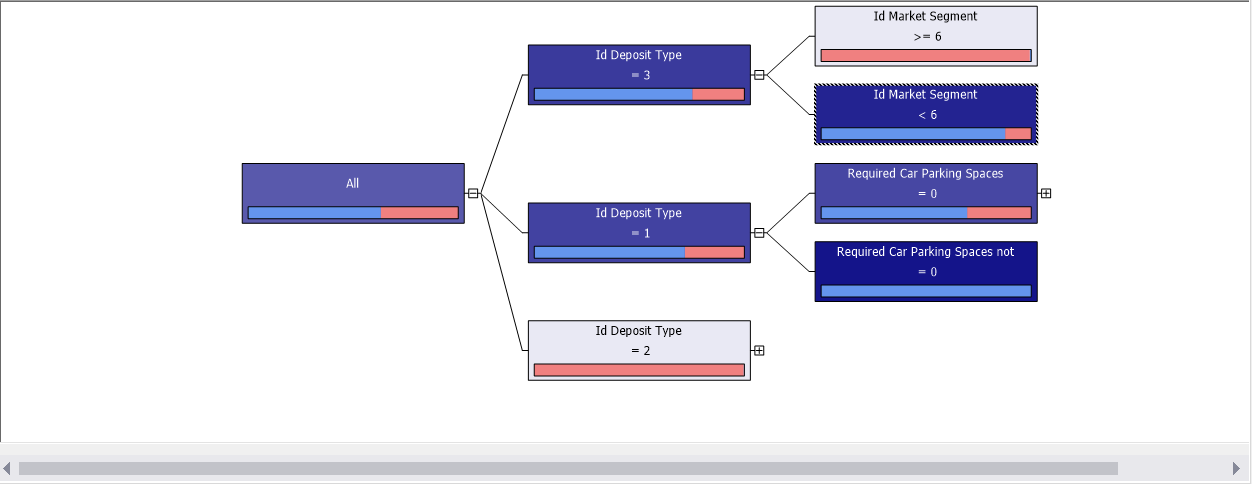 Id Market Segment
>= 6
Id Deposit Type
= 3
Id Market Segment
< 6
All
Required Car Parking Spaces
= 0
Id Deposit Type
= 1
Required Car Parking Spaces not
= 0
Id Deposit Type
= 2